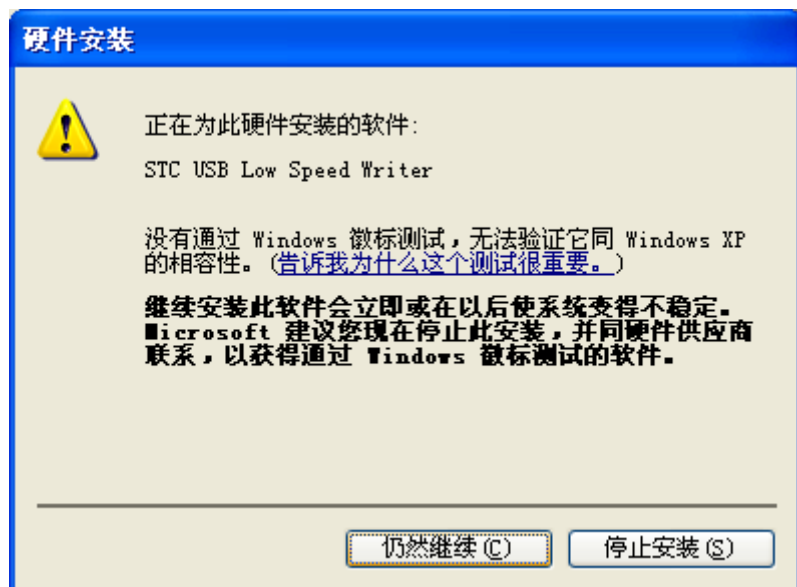 硬件安装
正在为此硬件安装的软件:
STC USB Low Speed Writer
没有通过 Windows 徽标测试，无法验证它同 Windows XP
的相容性。(告诉我为什么这个测试很重要。)
继续安装此软件会立即或在以后使系统变得不稳定。
Microsoft 建议您现在停止此安装，并同硬件供应商
联系，以获得通过 Windows 徽标测试的软件。
仍然继续(C) 停止安装(S)